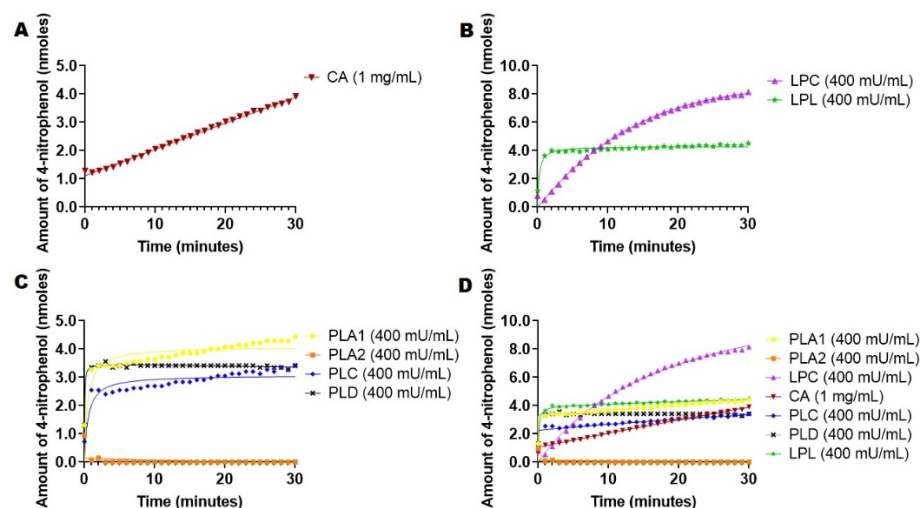 A
Amount of 4-nitrophenol (nmoles)
5.0
4.0
3.0
2.0
1.0
0.0
0
10
20
30
Time (minutes)
CA (1 mg/mL)
B
Amount of 4-nitrophenol (nmoles)
10.0
8.0
6.0
4.0
2.0
0.0
0
10
20
30
Time (minutes)
LPC (400 mU/mL)
LPL (400 mU/mL)
C
Amount of 4-nitrophenol (nmoles)
5.0
4.0
3.0
2.0
1.0
0.0
0
10
20
30
Time (minutes)
PLA1 (400 mU/mL)
PLA2 (400 mU/mL)
PLC (400 mU/mL)
PLD (400 mU/mL)
D
Amount of 4-nitrophenol (nmoles)
10.0
8.0
6.0
4.0
2.0
0.0
0
10
20
30
Time (minutes)
PLA1 (400 mU/mL)
PLA2 (400 mU/mL)
LPC (400 mU/mL)
CA (1 mg/mL)
PLC (400 mU/mL)
PLD (400 mU/mL)
LPL (400 mU/mL)